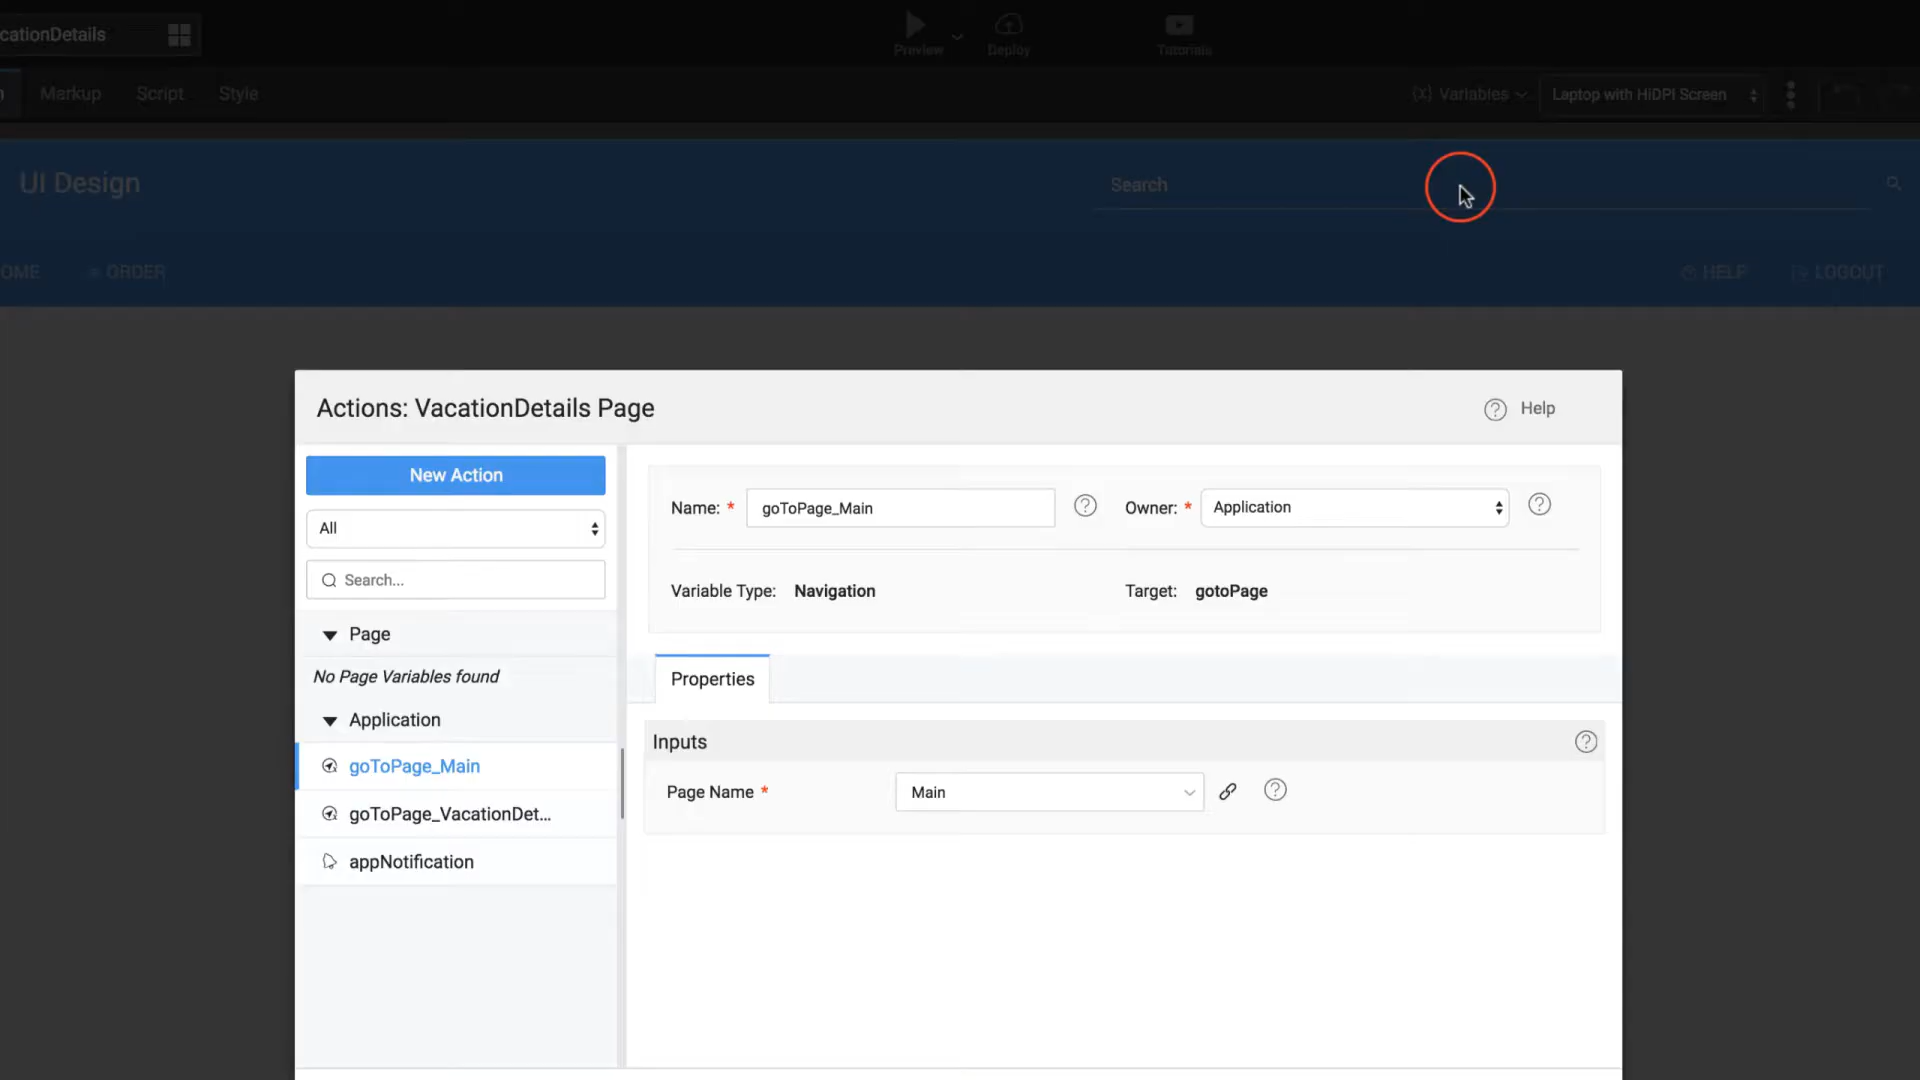 cationDetails
Preview
Deploy
Tutorials
Markup
Script
Style
{x} Variables
Laptop with HiDPI Screen
UI Design
Search
OME
ORDER
HELP
LOGOUT
Actions: VacationDetails Page
Help
New Action
All
Search...
Page
No Page Variables found
Application
goToPage_Main
goToPage_VacationDet...
appNotification
Name: *
goToPage_Main
Owner: *
Application
Variable Type:
Navigation
Target:
gotoPage
Properties
Inputs
Page Name *
Main